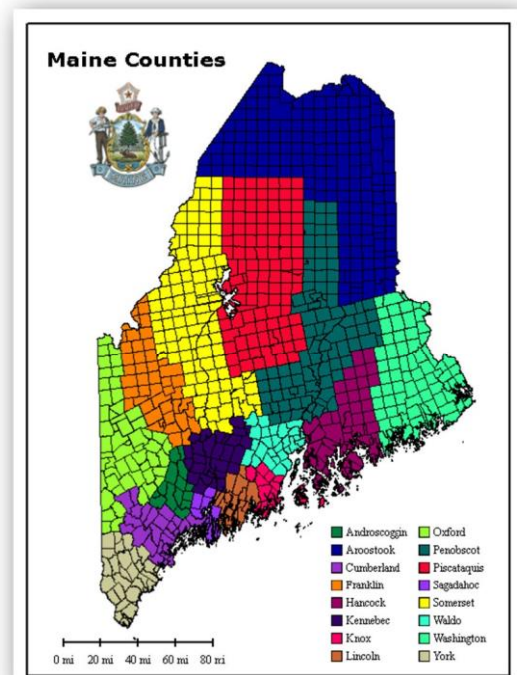 Maine Counties
Androscoggin
Aroostook
Cumberland
Franklin
Hancock
Kennebec
Knox
Lincoln
Oxford
Penobscot
Piscataquis
Sagadahoc
Somerset
Waldo
Washington
York
0 mi 20 mi 40 mi 60 mi 80 mi